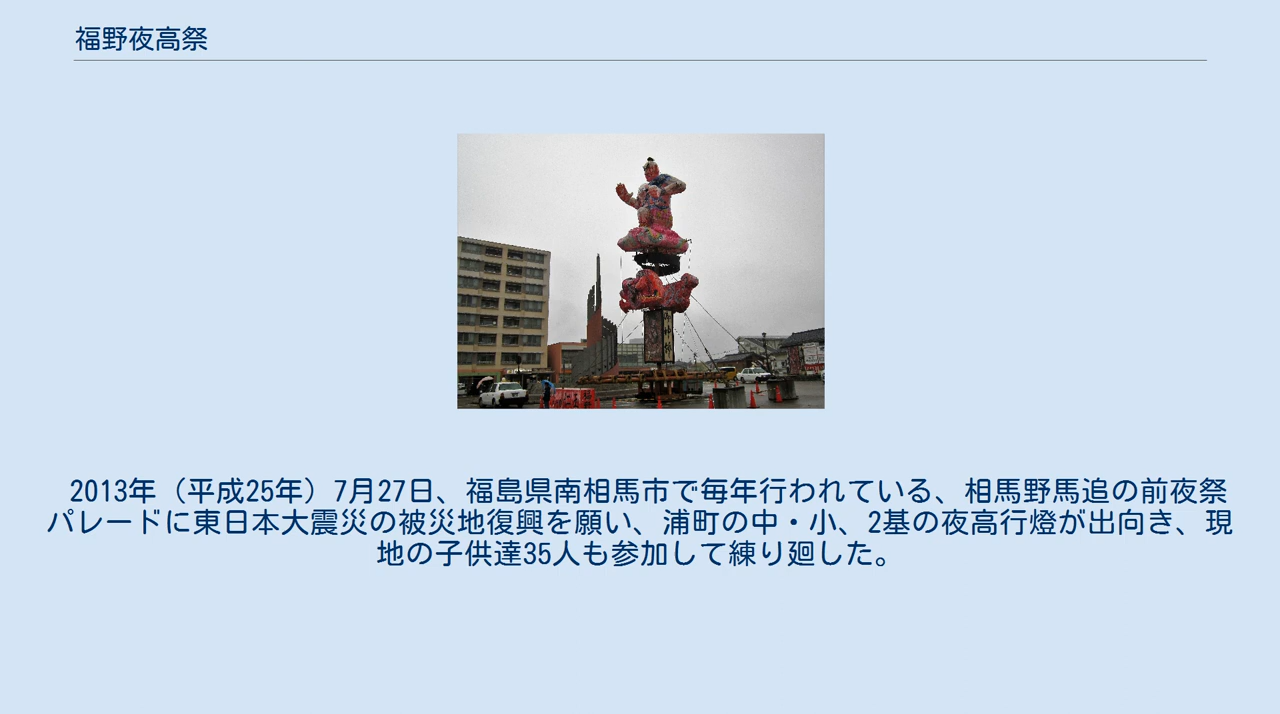 福野夜高祭
2013年（平成25年）7月27日、福島県南相馬市で毎年行われている、相馬野馬追の前夜祭
パレードに東日本大震災の被災地復興を願い、浦町の中・小、2基の夜高行燈が出向き、現
地の子供達35人も参加して練り廻した。